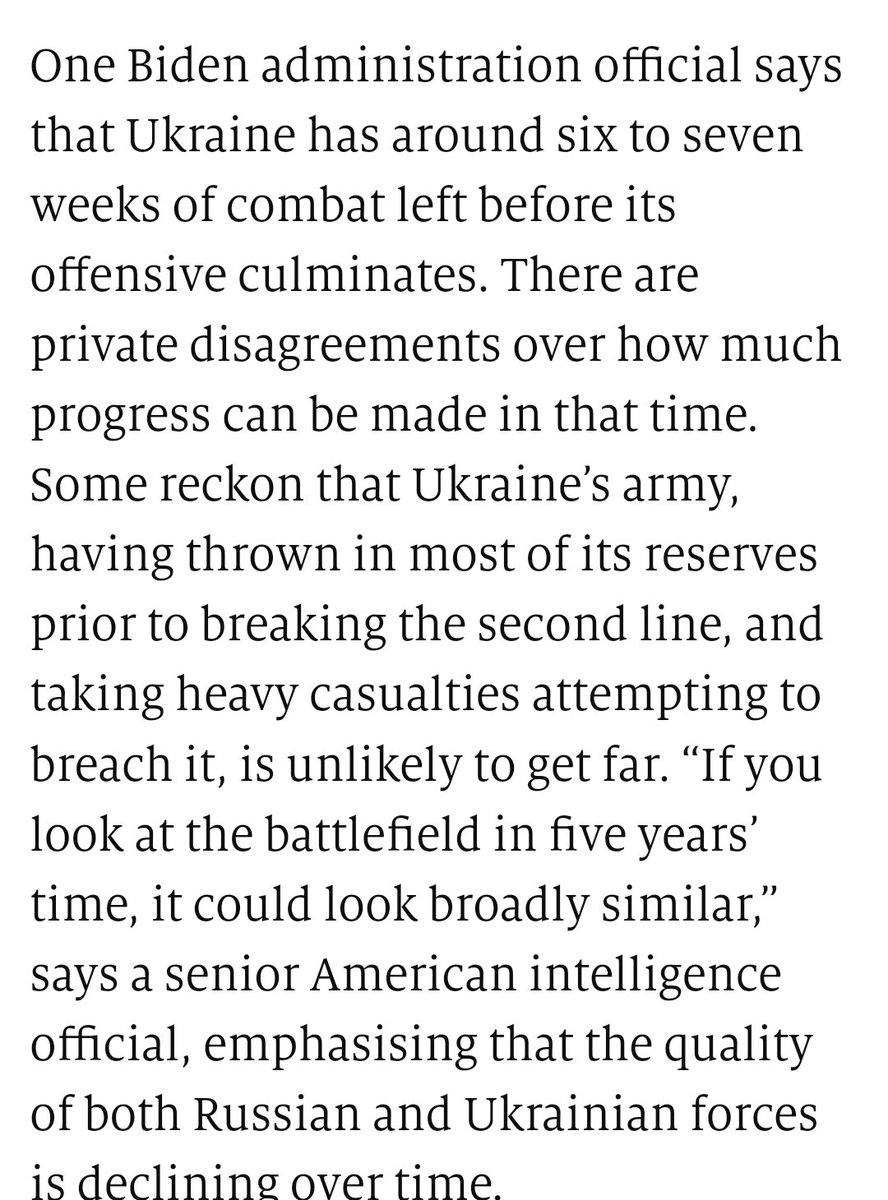 One Biden administration official says
that Ukraine has around six to seven
weeks of combat left before its
offensive culminates. There are
private disagreements over how much
progress can be made in that time.
Some reckon that Ukraine’s army,
having thrown in most of its reserves
prior to breaking the second line, and
taking heavy casualties attempting to
breach it, is unlikely to get far. “If you
look at the battlefield in five years’
time, it could look broadly similar,”
says a senior American intelligence
official, emphasising that the quality
of both Russian and Ukrainian forces
is declining over time.